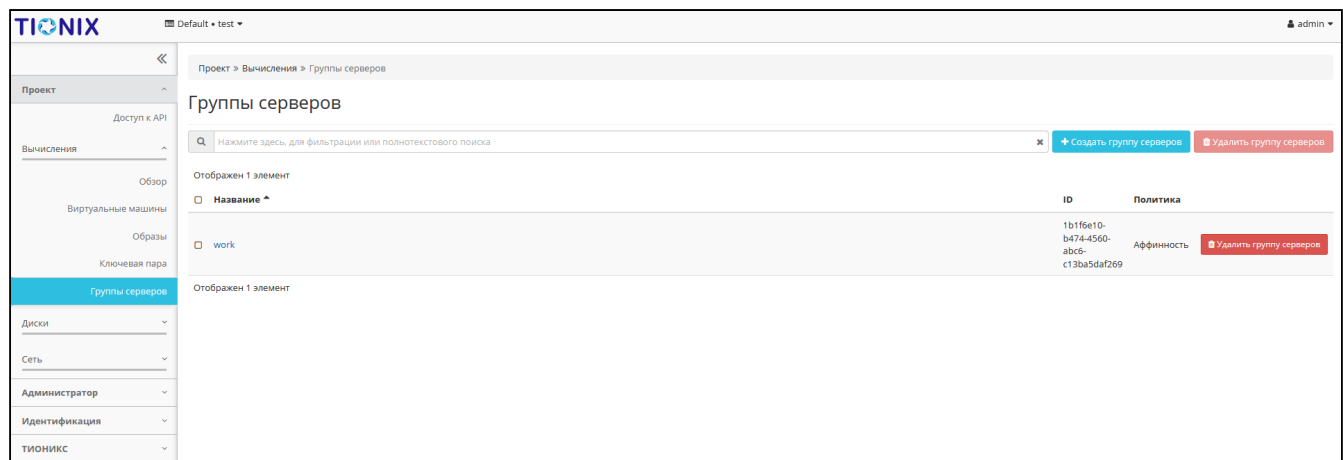 TIONIX
Default • test
admin
Проект » Вычисления » Группы серверов
Проект
Доступ к API
Вычисления
Обзор
Виртуальные машины
Образы
Ключевая пара
Группы серверов
Диски
Сеть
Администратор
Идентификация
ТИОНИКС
Группы серверов
Нажмите здесь, для фильтрации или полнотекстового поиска
Создать группу серверов
Удалить группу серверов
Отображен 1 элемент
Название ID Политика
work
1b1f6e10-
b474-4560-
abc6-
c13ba5daf269
Аффинность
Удалить группу серверов
Отображен 1 элемент